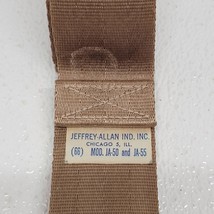 JEFFREY-ALLAN IND. INC.
CHICAGO 5, ILL.
(66) MOD. JA-50 and JA-55